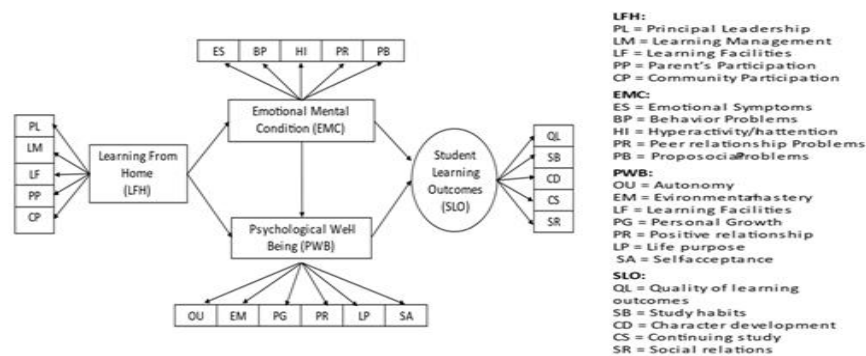 ES BP HI PR PB
Emotional Mental
Condition (EMC)
PL
LM
LF
PP
CP
Learning From
Home
(LFH)
Student
Learning
Outcomes
(SLO)
QL
SB
CD
CS
SR
Psychological Well
Being (PWB)
OU EM PG PR LP SA
LFH:
PL = Principal Leadership
LM = Learning Management
LF = Learning Facilities
PP = Parent's Participation
CP = Community Participation
EMC:
ES = Emotional Symptoms
BP = Behavior Problems
HI = Hyperactivity/hattention
PR = Peer relationship Problems
PB = Proposocial Problems
PWB:
OU = Autonomy
EM = Evironmental mastery
LF = Learning Facilities
PG = Personal Growth
PR = Positive relationship
LP = Life purpose
SA = Selfacceptance
SLO:
QL = Quality of learning
outcomes
SB = Study habits
CD = Character development
CS = Continuing study
SR = Social relations